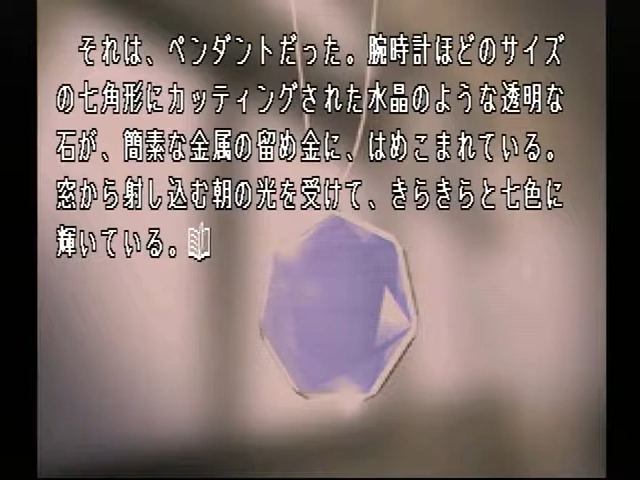 それは、ペンダントだった。腕時計ほどのサイズ
の七角形にカッティングされた水晶のような透明な
石が、簡素な金属の留め金に、はめこまれている。
窓から射し込む朝の光を受けて、きらきらと七色に
輝いている。